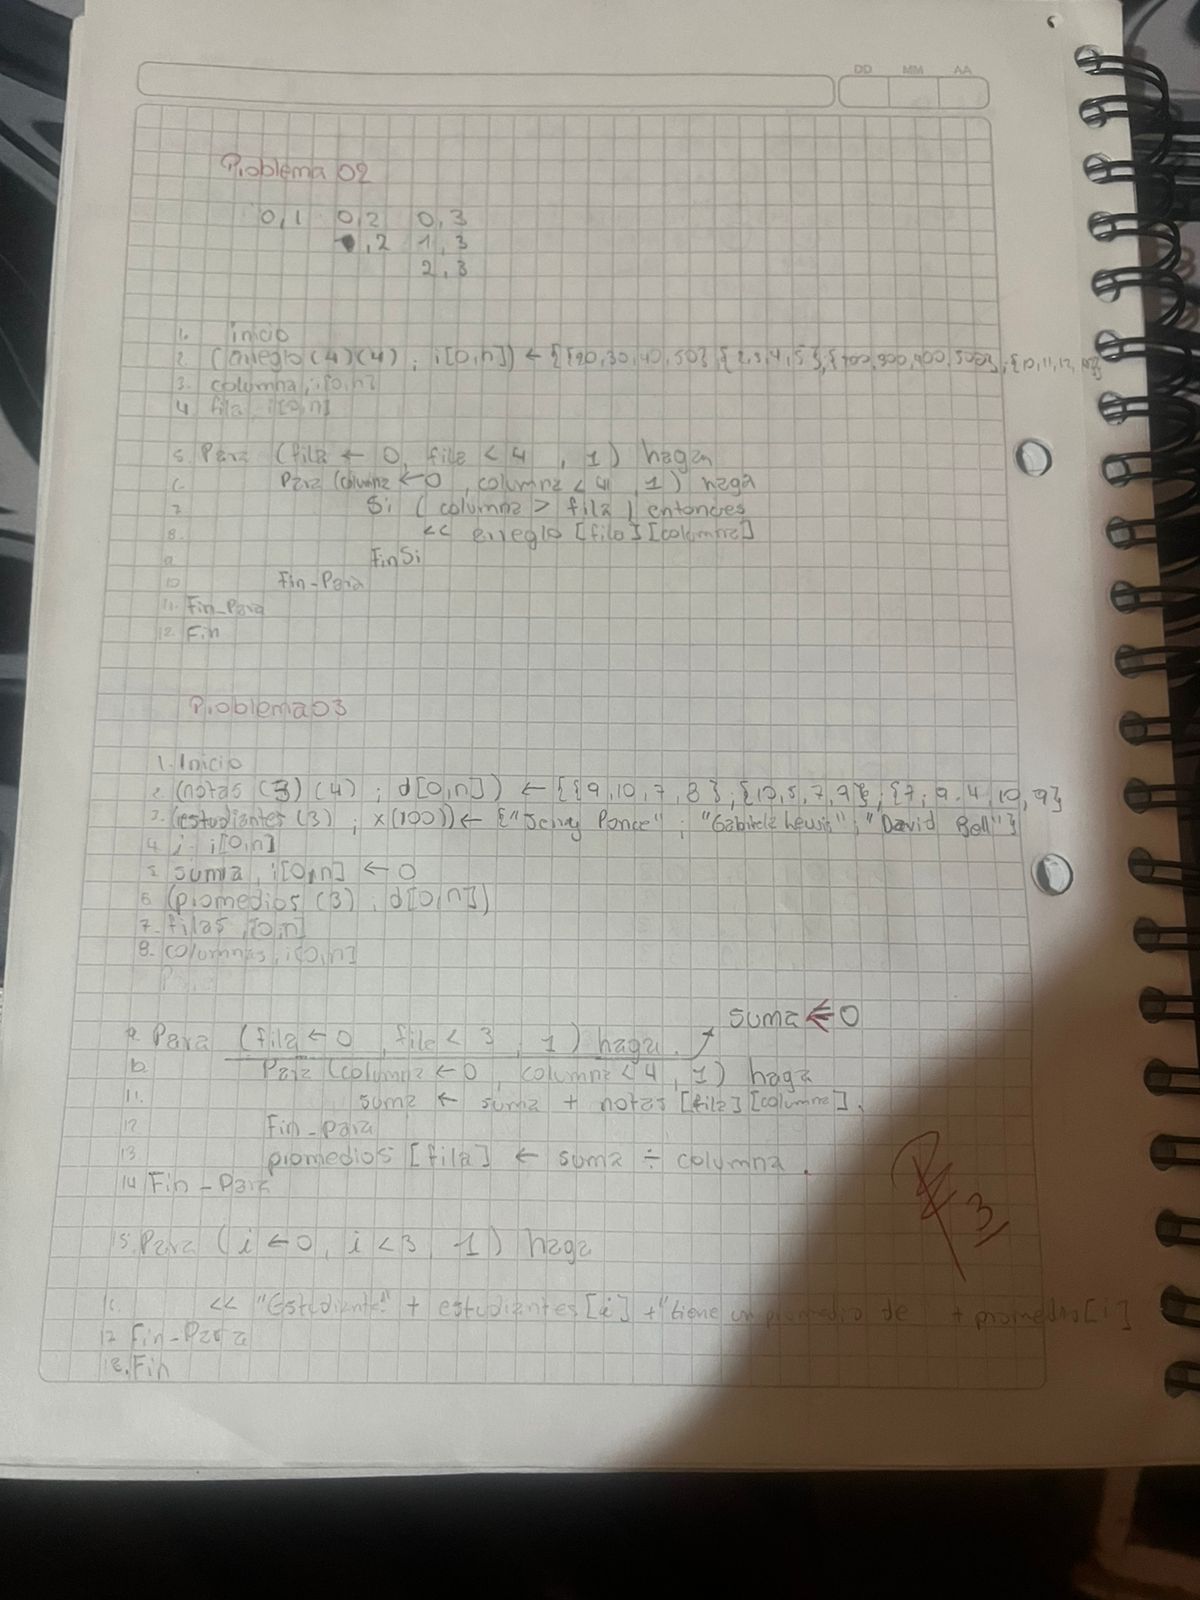 DD MM AA
Problema 02
0,1 0,2 0,3
,2 1,3
2,3
1. inicio
2. (arreglo (4)(4) ; i[0,n]) ← {{20,30,40,50},{2,3,4,5},{ ,300,400,500},{10,11,12,
3. columna, i[0,n]
4. fila, i[0,n]
5. Para (fila ← 0, fila < 4 , 1) haga
6. Para (columna ← 0, columna < 4 , 1) haga
7. Si (columna > fila) entonces
8. << arreglo [fila][columna]
9. FinSi
10 Fin-Para
11. Fin-Para
12. Fin
Problema 03
1. Inicio
2. (notas (3) (4) ; d[0,n]) ← {{9,10,7,8};{10,5,7,9};{7;9.4,10,9}
3. (estudiantes (3) ; x(100)) ← {" Ponce" ; " " ; "David Bell"}
4. i. i[0,n]
5. suma, i[0,n] ← 0
6 (promedios (3) ; d[0,n])
7. filas, [0,n]
8. columnas, i[0,n]
suma ← 0
9. Para (fila ← 0 , fila < 3 , 1) haga.
10. Para (columna ← 0 , columna < 4 , 1) haga
11. suma ← suma + notas [fila][columna].
12 Fin-Para
13 promedios [fila] ← suma ÷ columna.
14 Fin-Para
3
15. Para (i ← 0, i < 3 1) haga
16. << "Estudiante" + estudiantes [i] + "tiene un promedio de + promedio[i]
17 Fin-Para
18. Fin